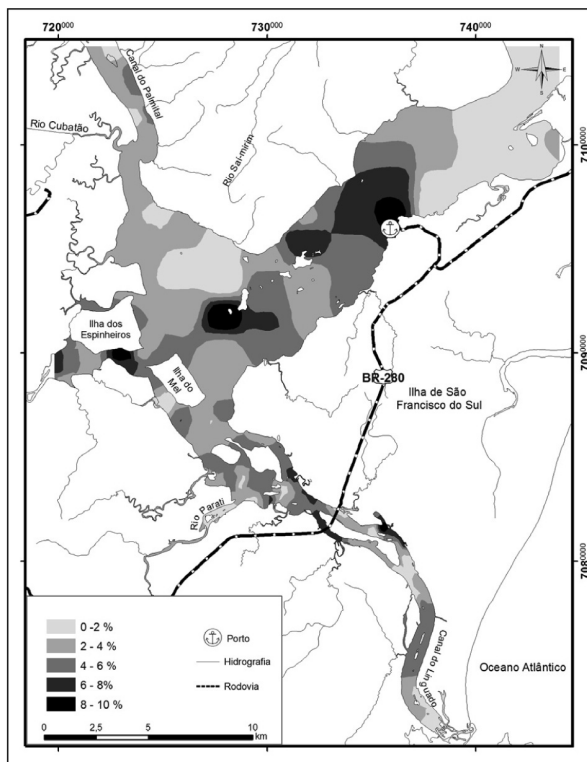 720000
730000
740000
N
W
E
S
Canal do Palmital
Rio Cubatão
Rio Saí-mirim
7100000
Ilha dos
Espinheiros
Ilha do
Mel
7090000
BR-280
Ilha de São
Francisco do Sul
Rio Parati
7080000
Canal do Linguado
Oceano Atlântico
0 -2 %
2 - 4 %
4 - 6 %
6 - 8%
8 - 10 %
Porto
Hidrografia
Rodovia
0
2,5
5
10
km